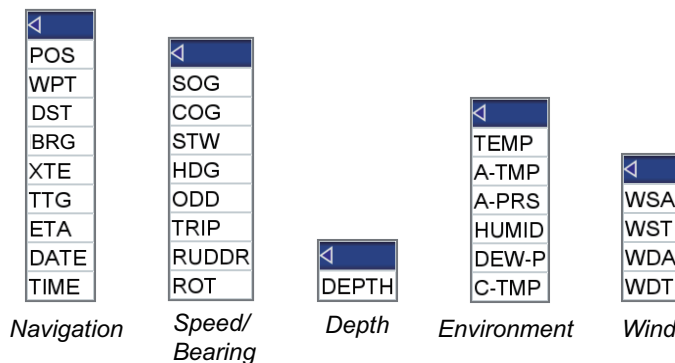 POS
WPT
DST
BRG
XTE
TTG
ETA
DATE
TIME
Navigation
SOG
COG
STW
HDG
ODD
TRIP
RUDDR
ROT
Speed/
Bearing
DEPTH
Depth
TEMP
A-TMP
A-PRS
HUMID
DEW-P
C-TMP
Environment
WSA
WST
WDA
WDT
Wind